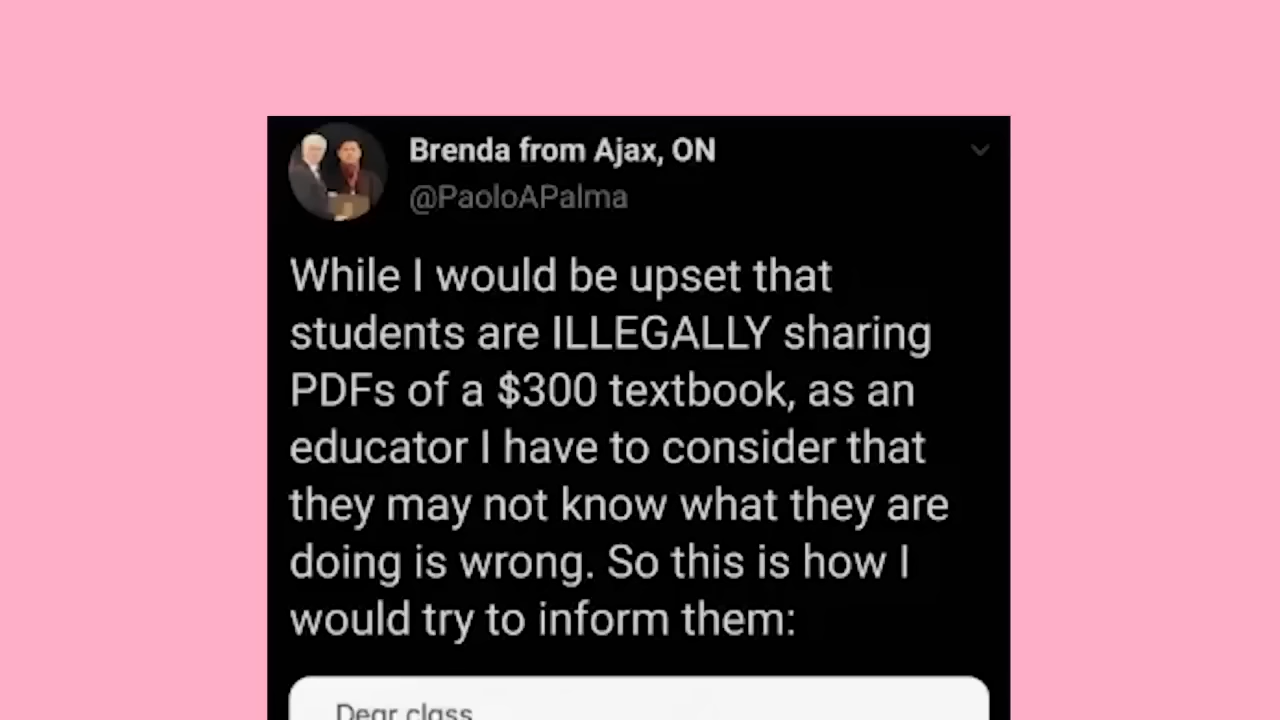 Brenda from Ajax, ON
@PaoloAPalma
While I would be upset that
students are ILLEGALLY sharing
PDFs of a $300 textbook, as an
educator I have to consider that
they may not know what they are
doing is wrong. So this is how I
would try to inform them:
Dear class